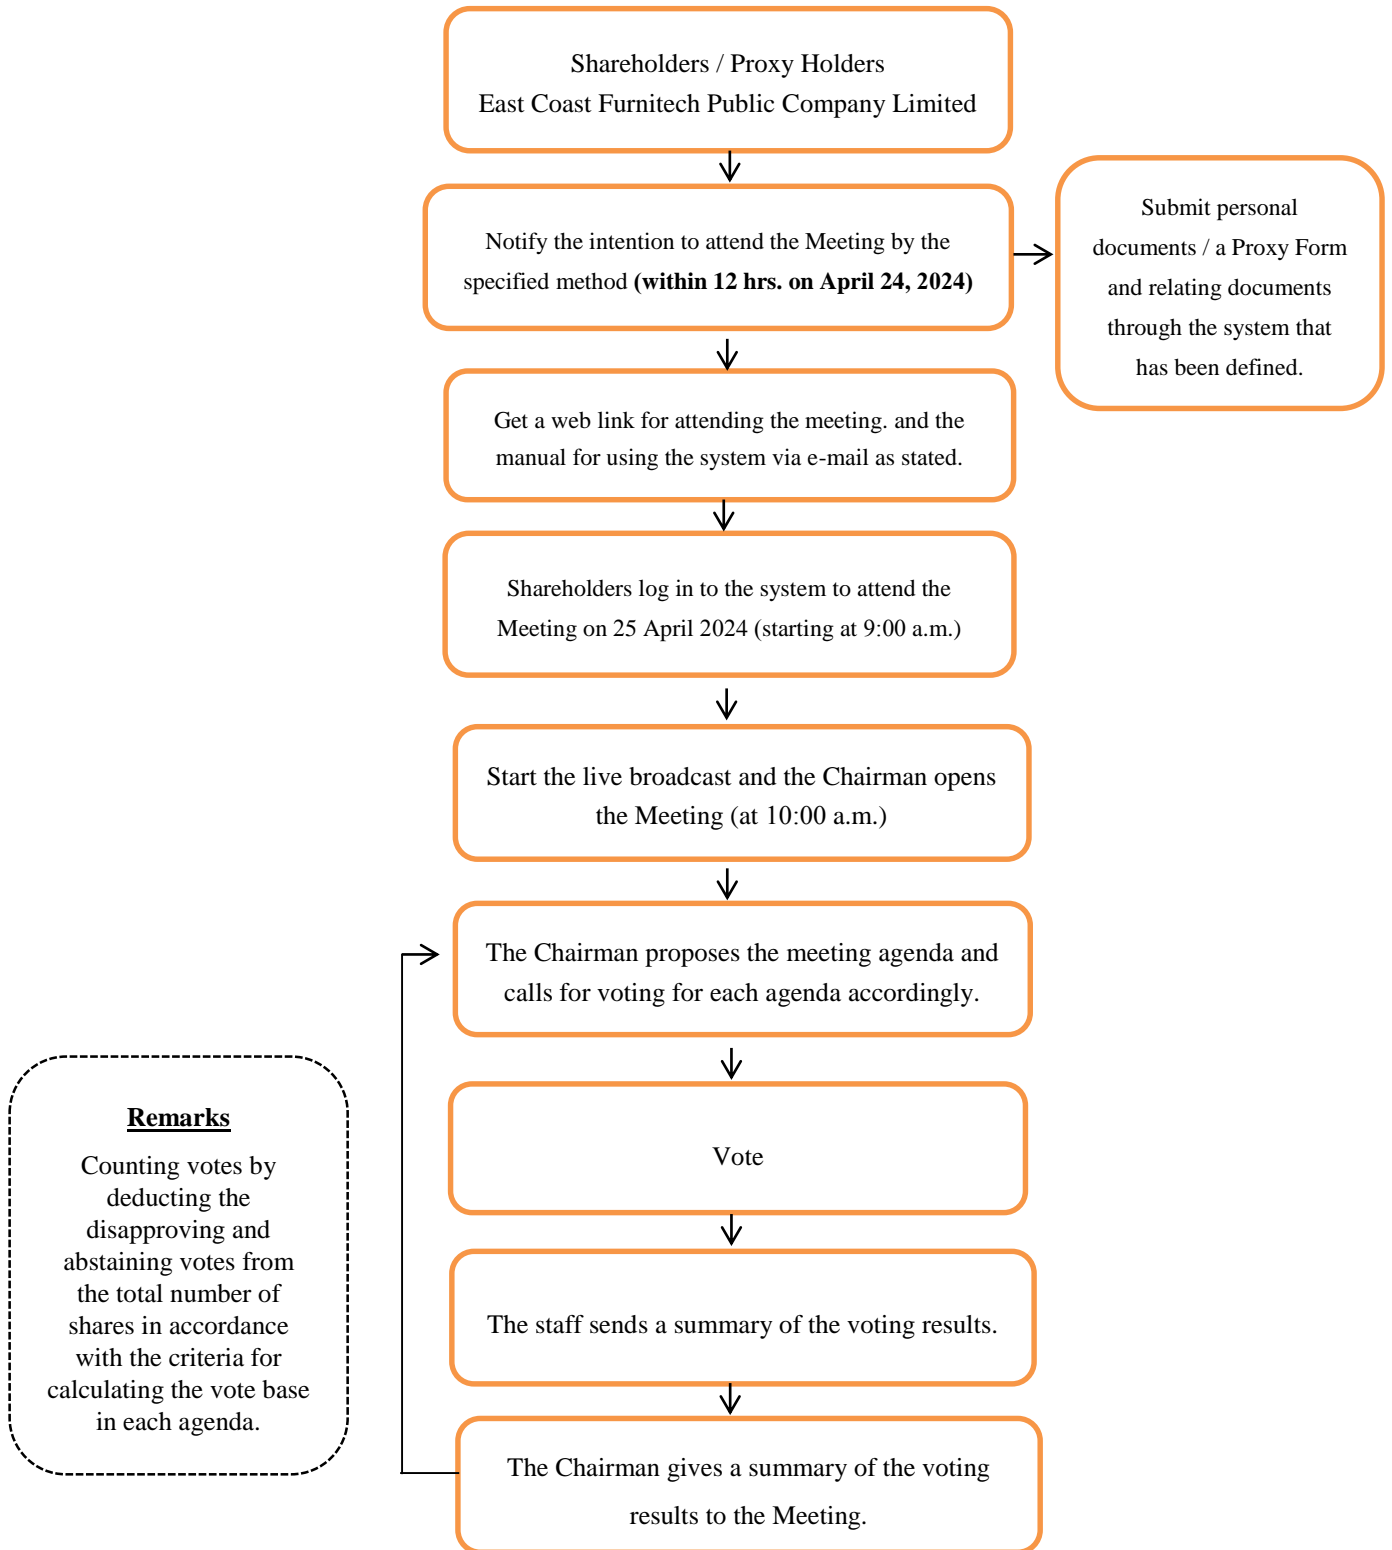 Shareholders / Proxy Holders
East Coast Furnitech Public Company Limited
Notify the intention to attend the Meeting by the
specified method (within 12 hrs. on April 24, 2024)
Submit personal
documents / a Proxy Form
and relating documents
through the system that
has been defined.
Get a web link for attending the meeting. and the
manual for using the system via e-mail as stated.
Shareholders log in to the system to attend the
Meeting on 25 April 2024 (starting at 9:00 a.m.)
Start the live broadcast and the Chairman opens
the Meeting (at 10:00 a.m.)
The Chairman proposes the meeting agenda and
calls for voting for each agenda accordingly.
Remarks
Counting votes by
deducting the
disapproving and
abstaining votes from
the total number of
shares in accordance
with the criteria for
calculating the vote base
in each agenda.
Vote
The staff sends a summary of the voting results.
The Chairman gives a summary of the voting
results to the Meeting.